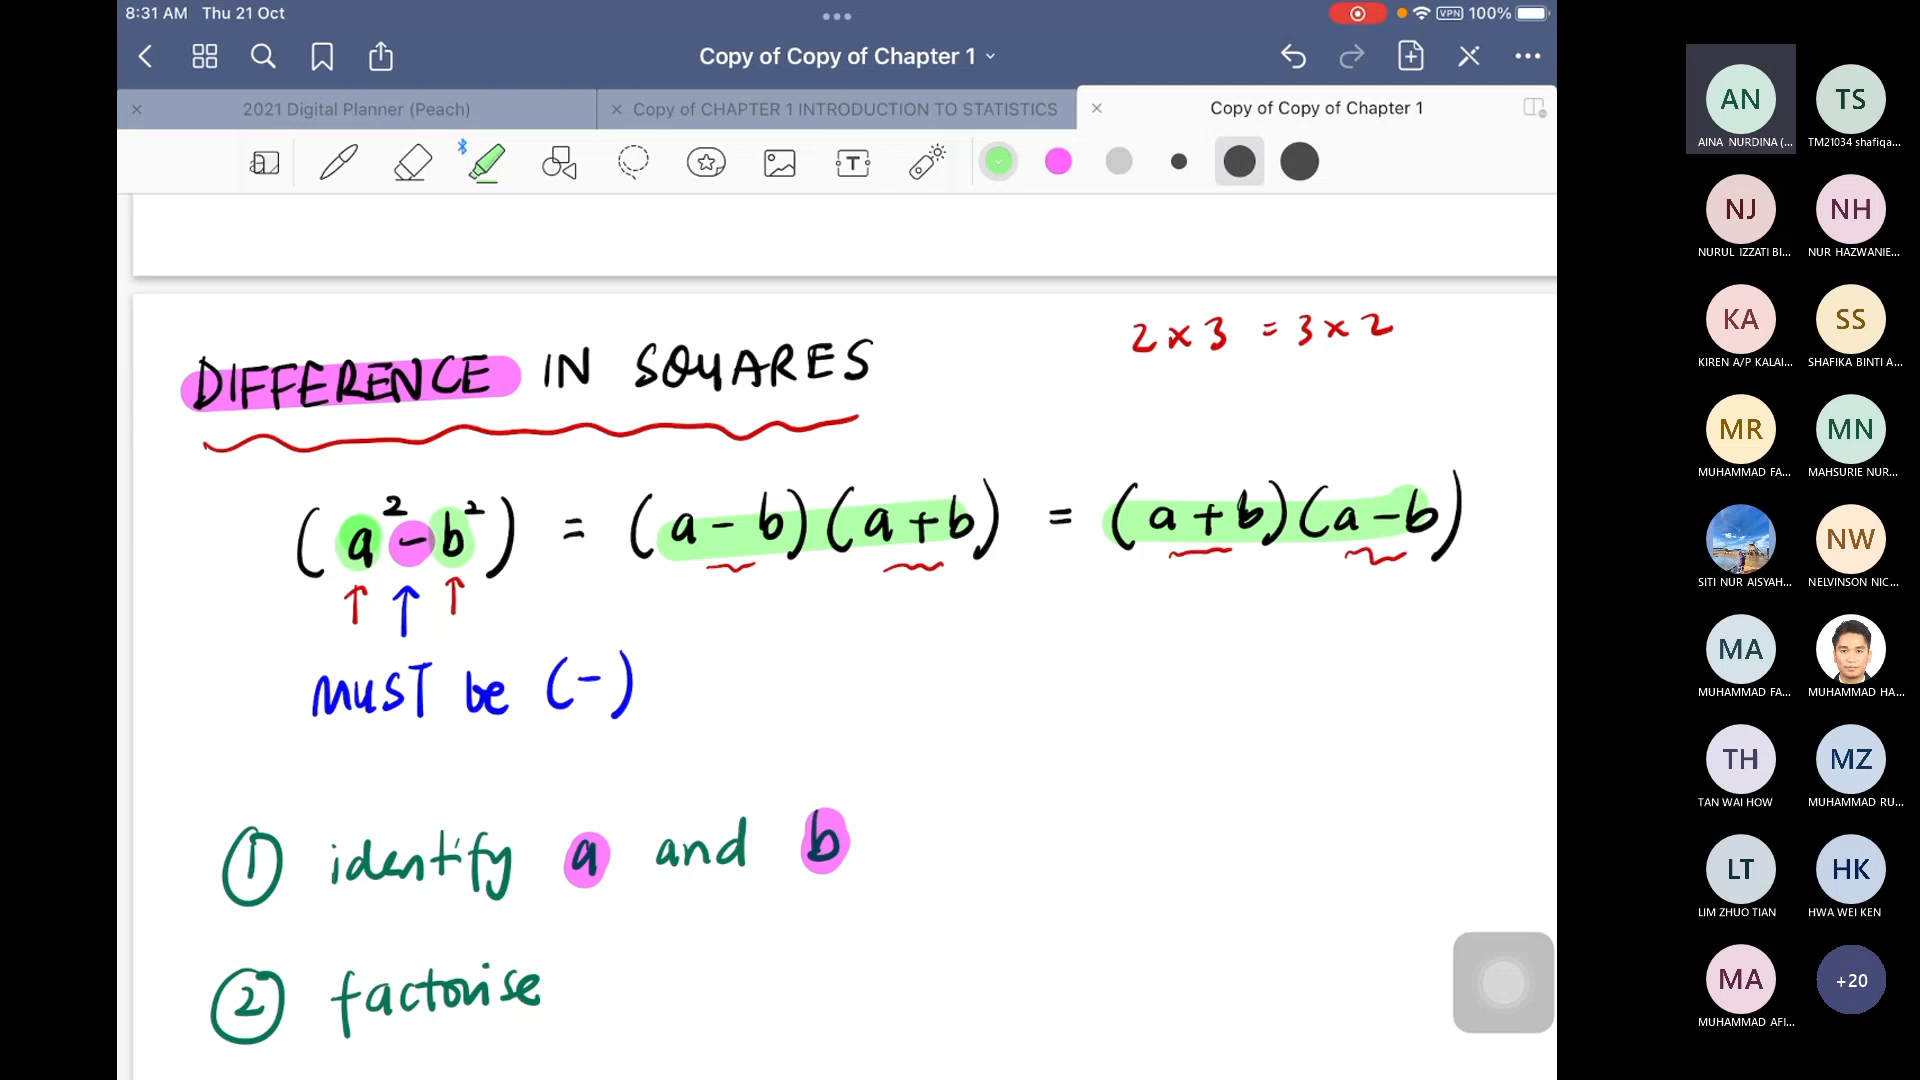 8:31 AM Thu 21 Oct
VPN 100%
Copy of Copy of Chapter 1
2021 Digital Planner (Peach)
Copy of CHAPTER 1 INTRODUCTION TO STATISTICS
Copy of Copy of Chapter 1
T
2 x 3 = 3 x 2
DIFFERENCE IN SQUARES
(a² - b²) = (a - b)(a + b) = (a + b)(a - b)
↑ ↑ ↑
MUST be (-)
① identify a and b
② factorise
AN TS
AINA NURDINA (... TM21034 shafiqa...
NJ NH
NURUL IZZATI BI... NUR HAZWANIE...
KA SS
KIREN A/P KALAI... SHAFIKA BINTI A...
MR MN
MUHAMMAD FA... MAHSURIE NUR...
NW
SITI NUR AISYAH... NELVINSON NIC...
MA
MUHAMMAD FA... MUHAMMAD HA...
TH MZ
TAN WAI HOW MUHAMMAD RU...
LT HK
LIM ZHUO TIAN HWA WEI KEN
MA +20
MUHAMMAD AFI...